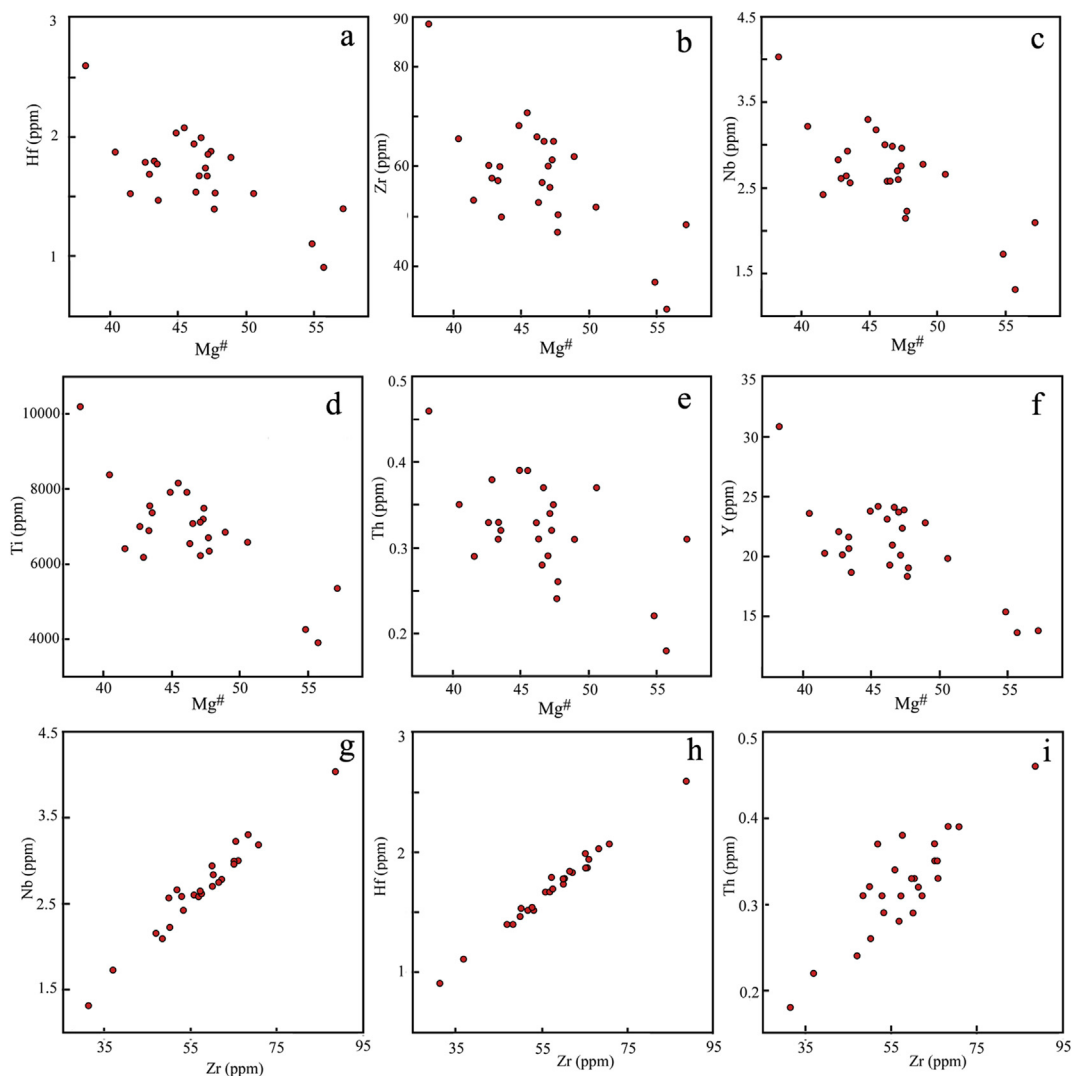 a
3
2
1
Hf (ppm)
40 45 50 55
Mg#
b
90
80
60
40
Zr (ppm)
40 45 50 55
Mg#
c
4.5
3.5
2.5
1.5
Nb (ppm)
40 45 50 55
Mg#
d
10000
8000
6000
4000
Ti (ppm)
40 45 50 55
Mg#
e
0.5
0.4
0.3
0.2
Th (ppm)
40 45 50 55
Mg#
f
35
30
25
20
15
Y (ppm)
40 45 50 55
Mg#
g
4.5
3.5
2.5
1.5
Nb (ppm)
35 55 75 95
Zr (ppm)
h
3
2
1
Hf (ppm)
35 55 75 95
Zr (ppm)
i
0.5
0.4
0.3
0.2
Th (ppm)
35 55 75 95
Zr (ppm)